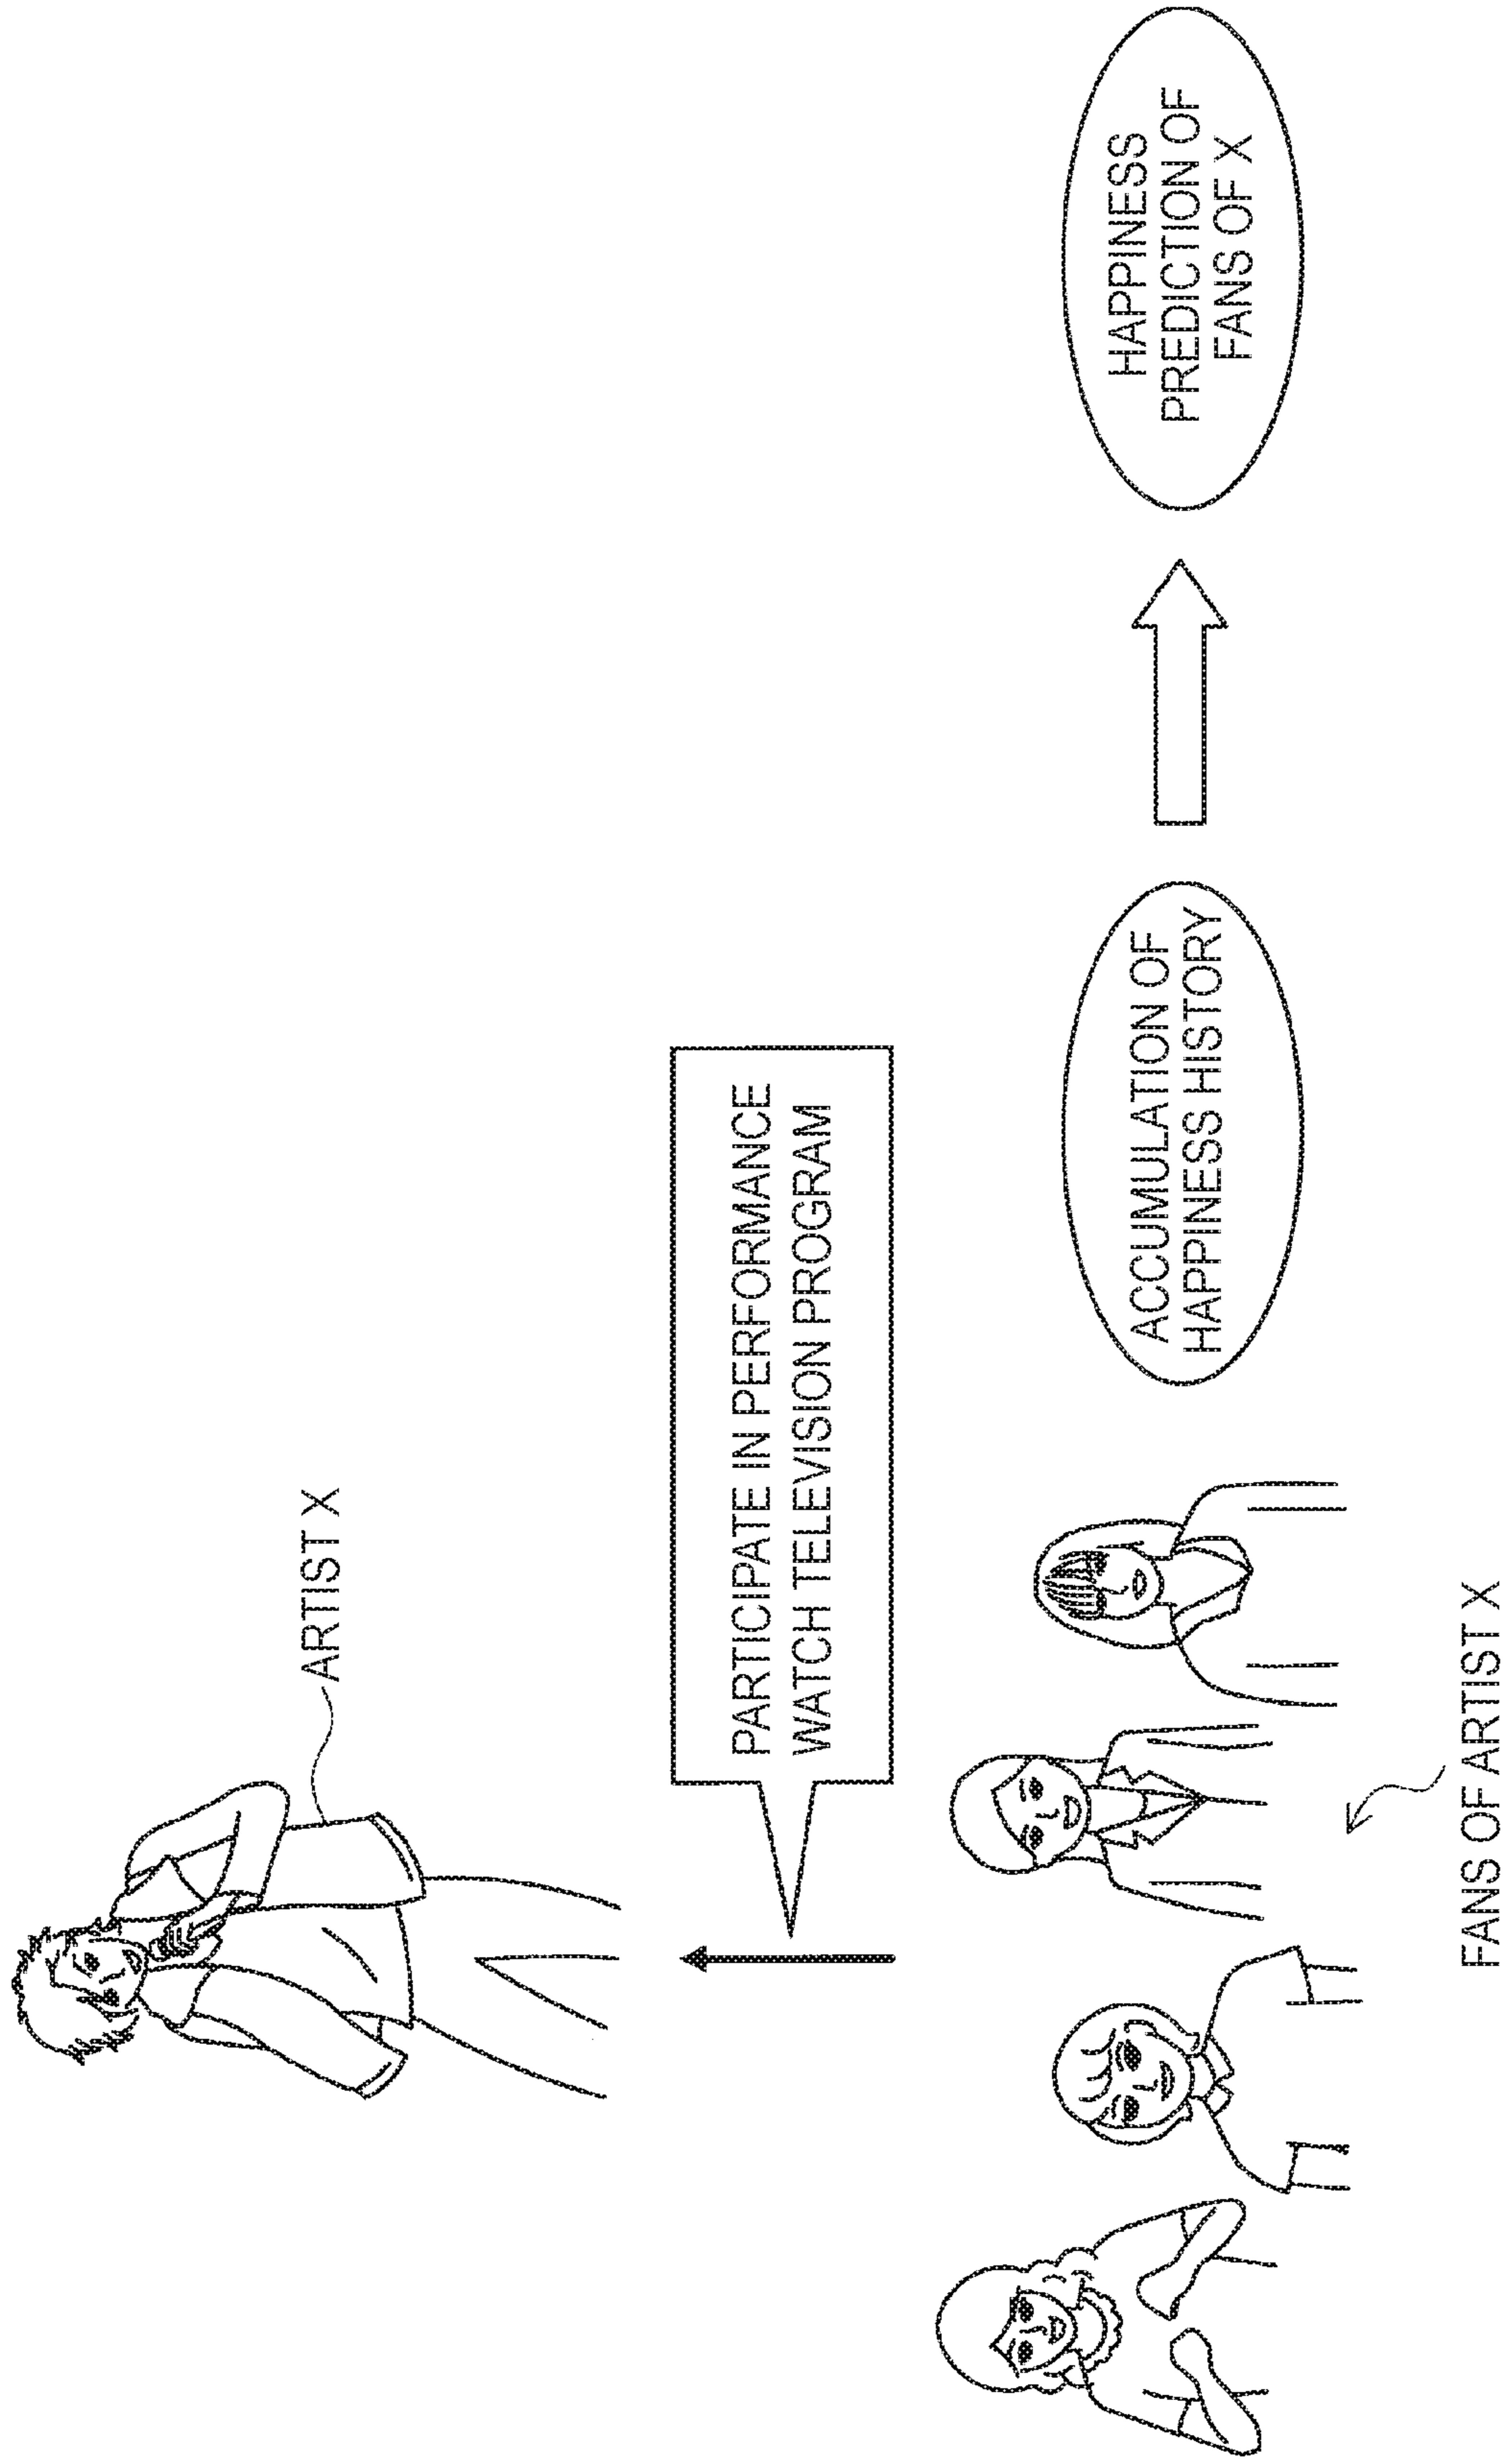 ARTIST X
PARTICIPATE IN PERFORMANCE
WATCH TELEVISION PROGRAM
ACCUMULATION OF
HAPPINESS HISTORY
HAPPINESS
PREDICTION OF
FANS OF X
FANS OF ARTIST X